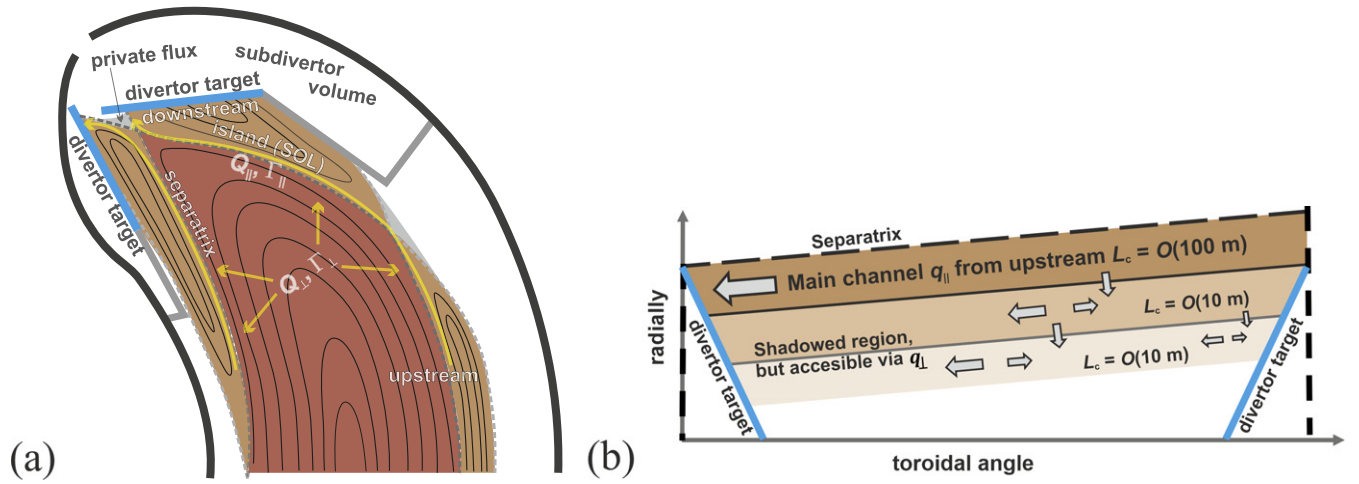 private flux
subdivertor
volume
divertor target
downstream
island (SOL)
Q∥, Γ∥
divertor target
separatrix
Q⊥, Γ⊥
upstream
(a)
Separatrix
Main channel q∥ from upstream Lc = O(100 m)
Lc = O(10 m)
Shadowed region,
but accesible via q⊥
Lc = O(10 m)
radially
divertor target
divertor target
toroidal angle
(b)